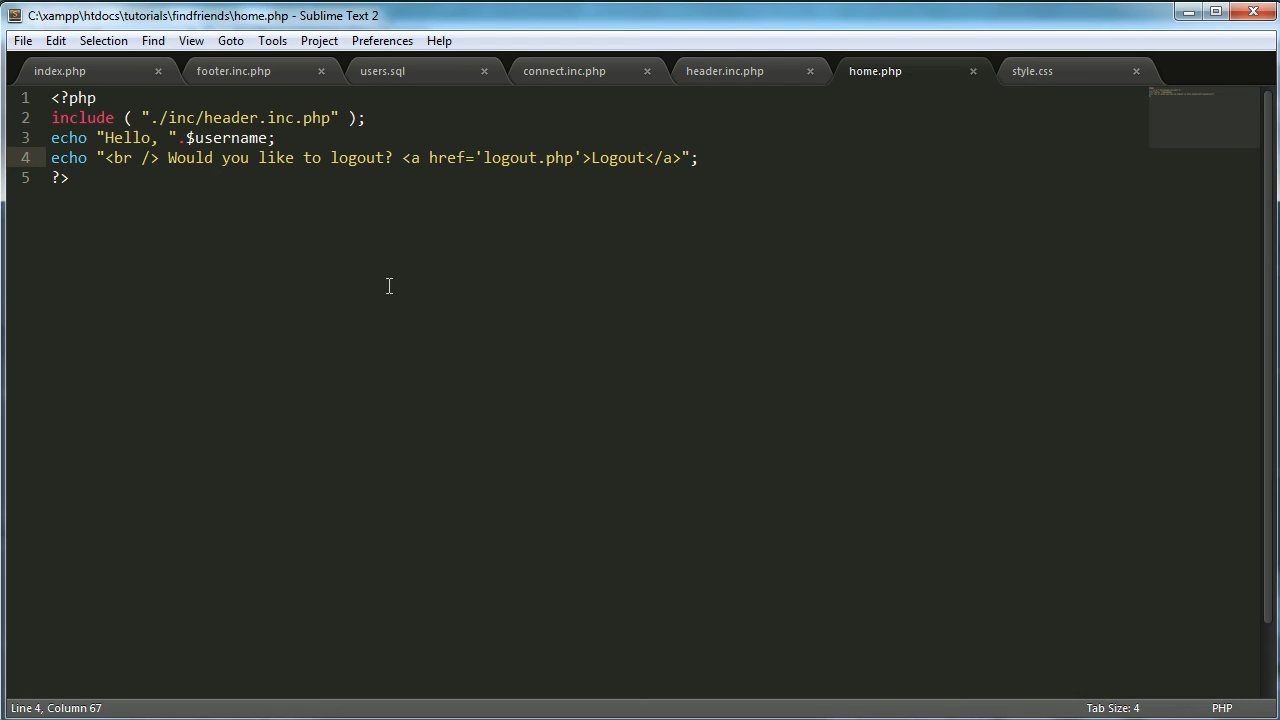 C:\xampp\htdocs\tutorials\findfriends\home.php - Sublime Text 2
File Edit Selection Find View Goto Tools Project Preferences Help
index.php footer.inc.php users.sql connect.inc.php header.inc.php home.php style.css
1 <?php
2 include ( "./inc/header.inc.php" );
3 echo "Hello, ".$username;
4 echo "<br /> Would you like to logout? <a href='logout.php'>Logout</a>";
5 ?>
Line 4, Column 67 Tab Size: 4 PHP